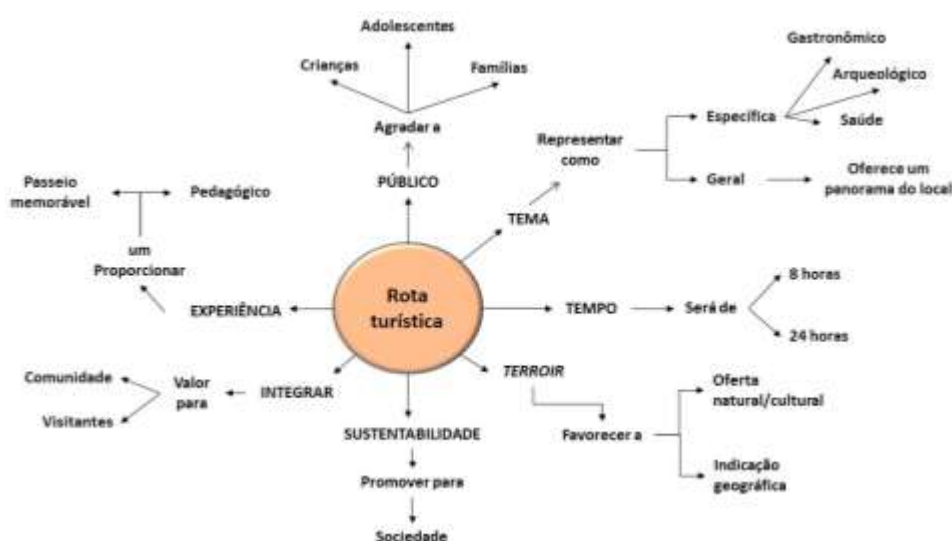 Adolescentes
Crianças
Famílias
Agradar a
PÚBLICO
Gastronômico
Arqueológico
Específica
Saúde
Representar
como
Geral
Oferece um
panorama do local
TEMA
Passeio
memorável
Pedagógico
um
Proporcionar
EXPERIÊNCIA
Rota
turística
TEMPO
Será de
8 horas
24 horas
TERROIR
Favorecer a
Oferta
natural/cultural
Indicação
geográfica
INTEGRAR
Valor
para
Comunidade
Visitantes
SUSTENTABILIDADE
Promover para
Sociedade